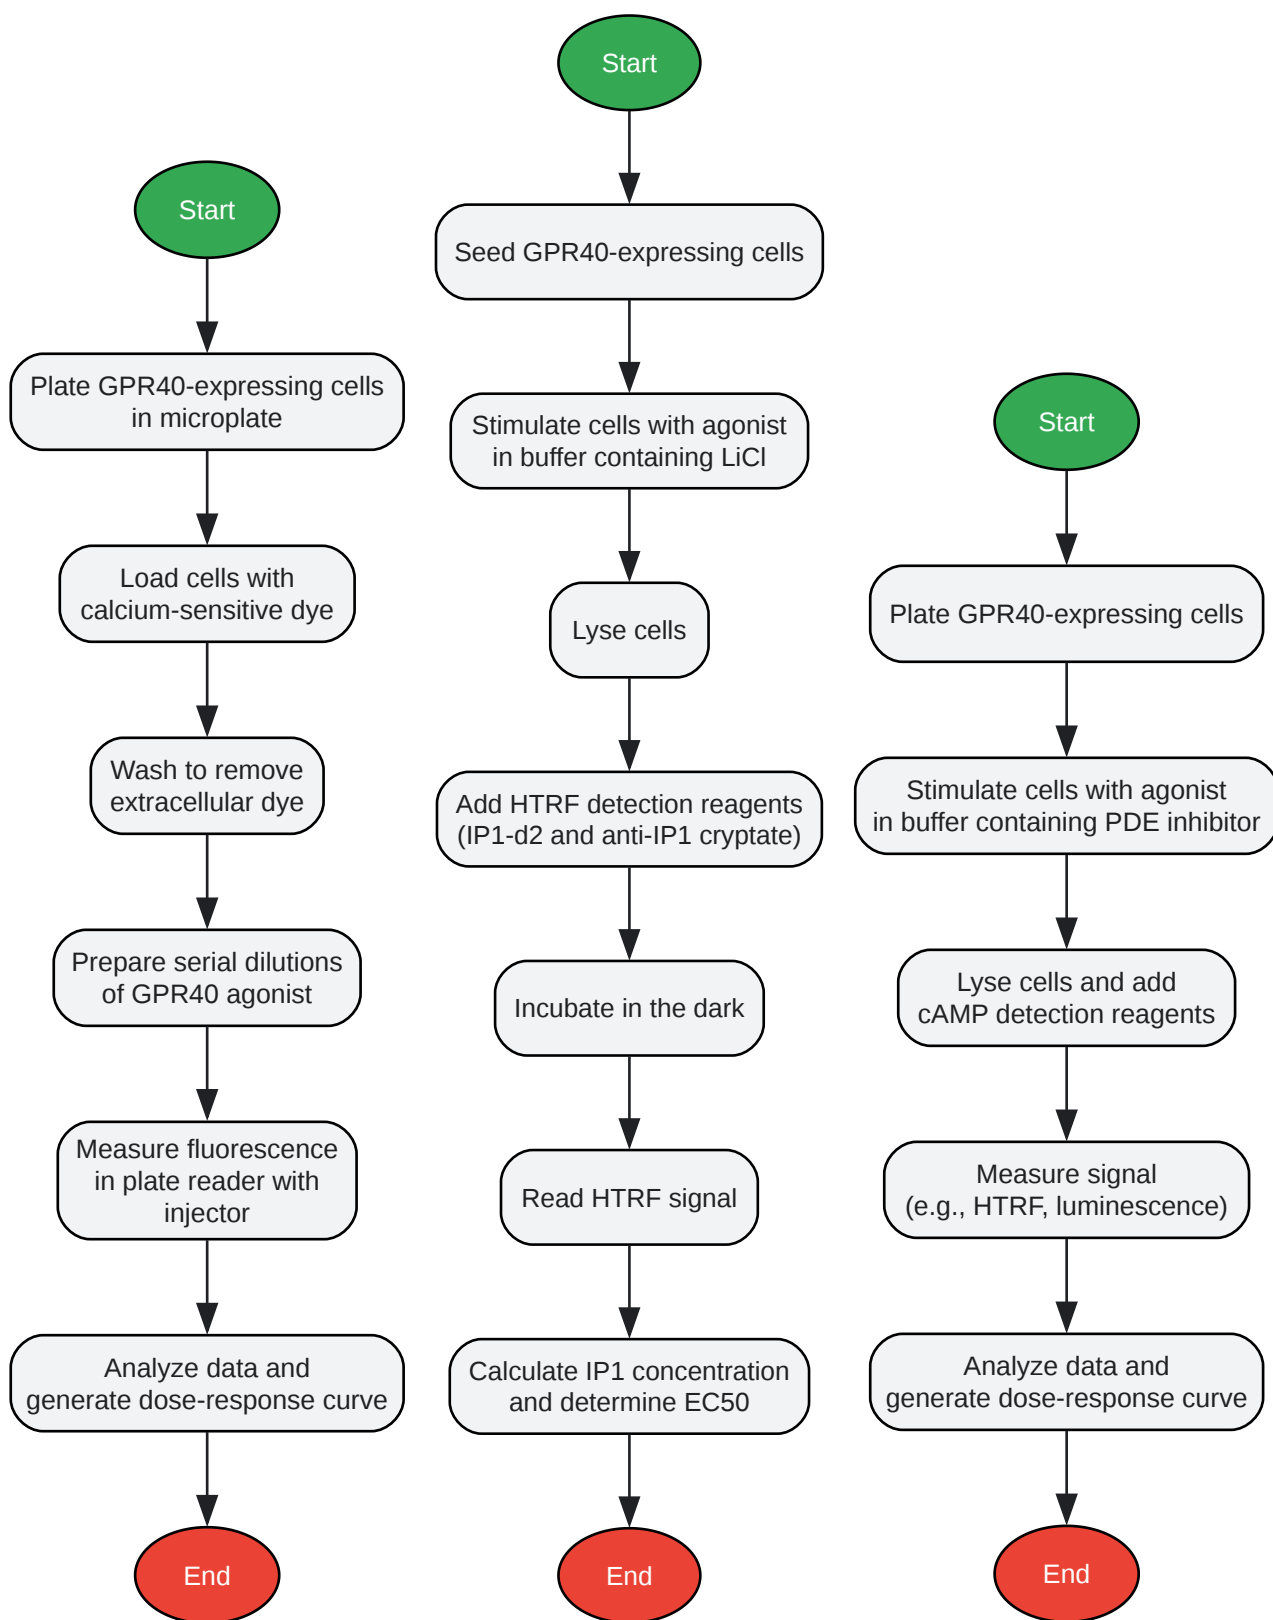 Start
Plate GPR40-expressing cells
in microplate
Load cells with
calcium-sensitive dye
Wash to remove
extracellular dye
Prepare serial dilutions
of GPR40 agonist
Measure fluorescence
in plate reader with
injector
Analyze data and
generate dose-response curve
End
Start
Seed GPR40-expressing cells
Stimulate cells with agonist
in buffer containing LiCl
Lyse cells
Add HTRF detection reagents
(IP1-d2 and anti-IP1 cryptate)
Incubate in the dark
Read HTRF signal
Calculate IP1 concentration
and determine EC50
End
Start
Plate GPR40-expressing cells
Stimulate cells with agonist
in buffer containing PDE inhibitor
Lyse cells and add
cAMP detection reagents
Measure signal
(e.g., HTRF, luminescence)
Analyze data and
generate dose-response curve
End